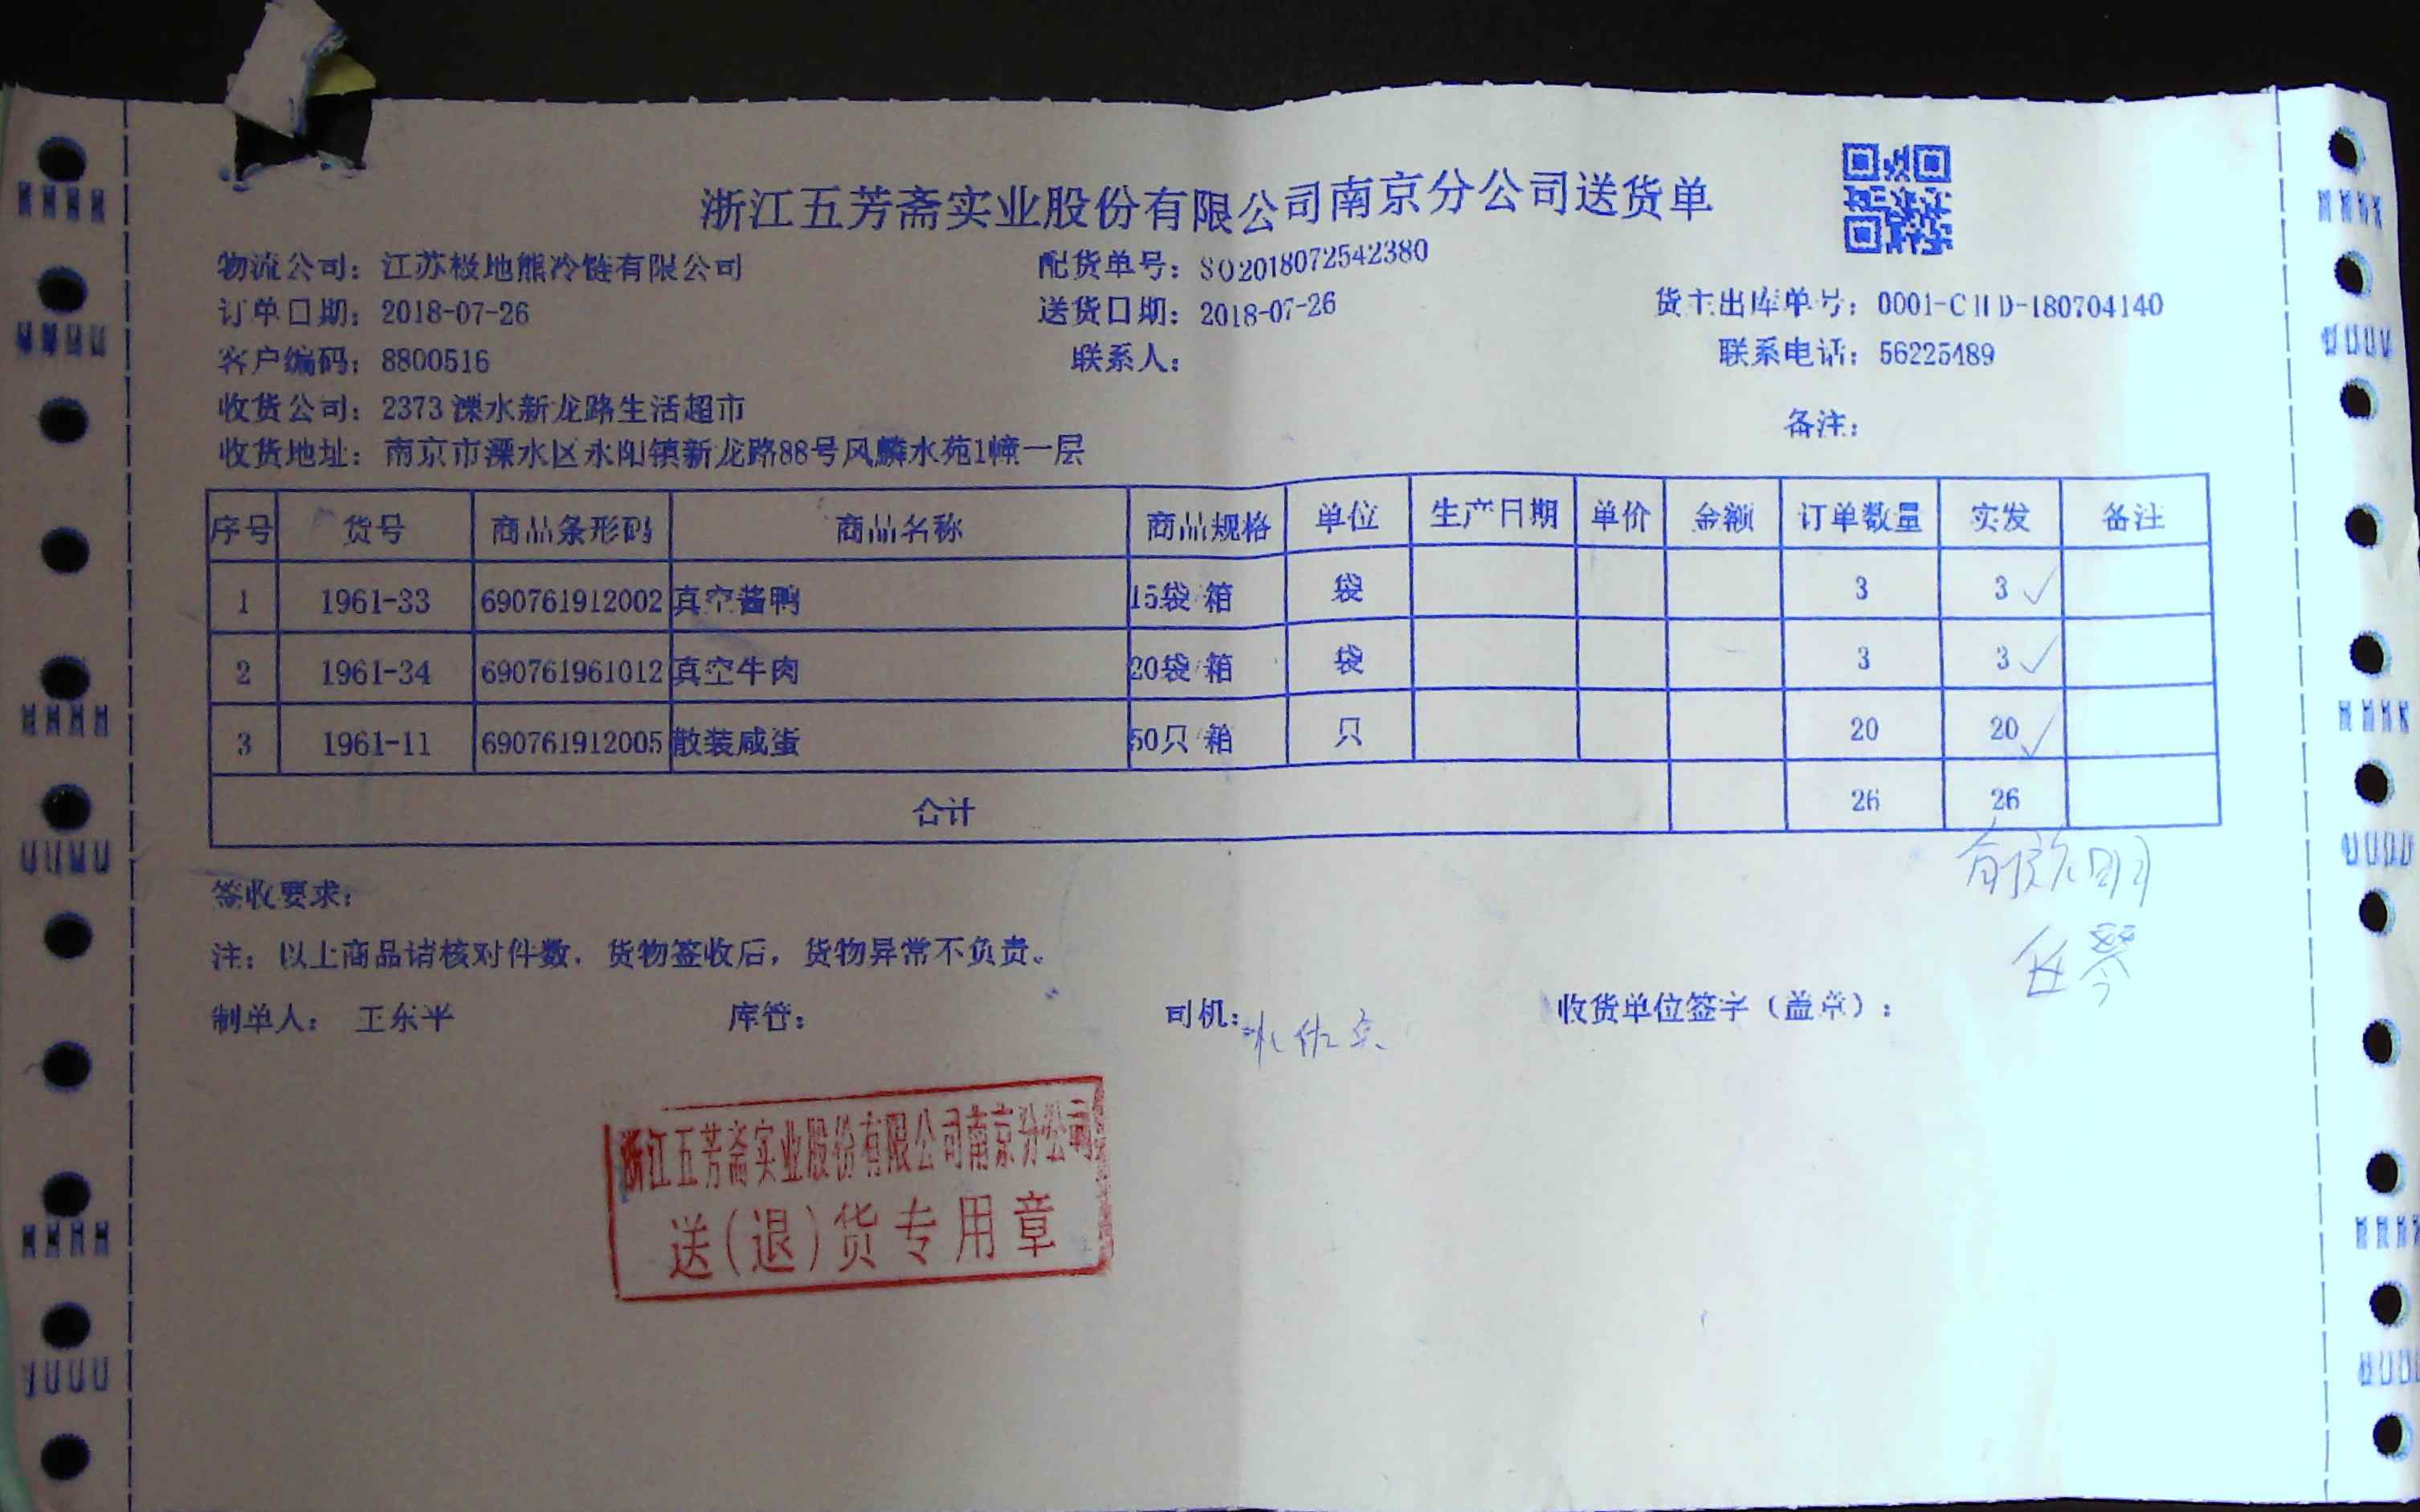 浙江五芳斋实业股份有限公司南京分公司送货单
物流公司：江苏极地熊冷链有限公司 配货单号：SO2018072542380
订单日期：2018-07-26 送货日期：2018-07-26 货主出库单号：0001-CHD-180704140
客户编码：8800516 联系人： 联系电话：56225489
收货公司：2373溧水新龙路生活超市 备注：
收货地址：南京市溧水区永阳镇新龙路88号风麟水苑1幢一层
序号 货号 商品条形码 商品名称 商品规格 单位 生产日期 单价 金额 订单数量 实发 备注
1 1961-33 690761912002 真空酱鸭 15袋/箱 袋 3 3 ✓
2 1961-34 690761961012 真空牛肉 20袋/箱 袋 3 3 ✓
3 1961-11 690761912005 散装咸蛋 50只/箱 只 20 20 ✓
合计 26 26
签收要求：
注：以上商品请核对件数，货物签收后，货物异常不负责。
任琴
制单人：王东平 库管： 司机： 收货单位签字（盖章）：
浙江五芳斋实业股份有限公司南京分公司
送(退)货专用章